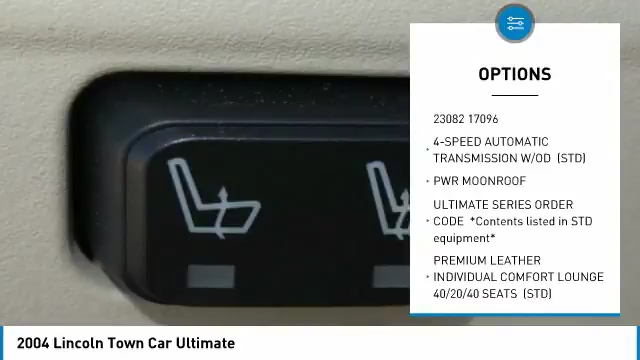 OPTIONS
23082 17096
4-SPEED AUTOMATIC
TRANSMISSION W/OD (STD)
PWR MOONROOF
ULTIMATE SERIES ORDER
CODE *Contents listed in STD
equipment*
PREMIUM LEATHER
INDIVIDUAL COMFORT LOUNGE
40/20/40 SEATS (STD)
2004 Lincoln Town Car Ultimate